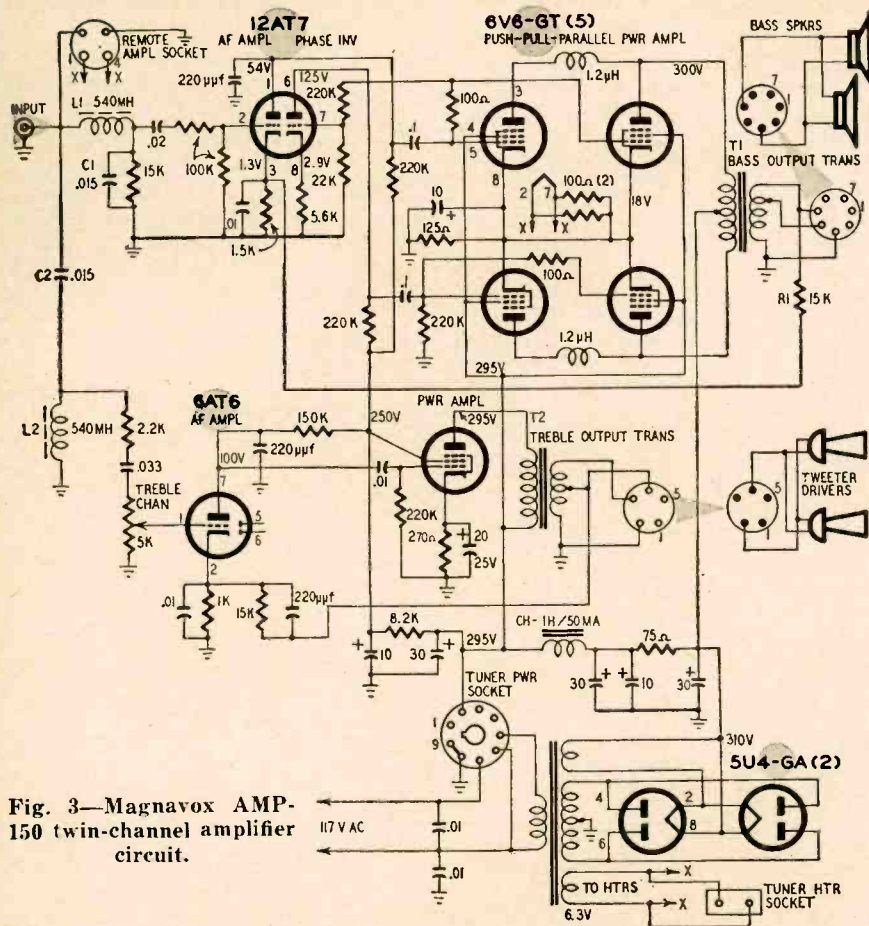 12AT7
AF AMPL PHASE INV
6V6-GT (5)
PUSH-PULL-PARALLEL PWR AMPL
BASS SPKRS
REMOTE
AMPL SOCKET
1 4
X X
220μμf
54V
1 6
125V
220K
1.2μH
300V
7
1
INPUT
L1 540MH
.02
100K
2
7
100Ω
.1
3
4
5
8
T1
BASS OUTPUT TRANS
C1
.015
15K
1.3V
3
2.9V
8
22K
220K
10
+
2 7
100Ω(2)
X X
18V
7
1
.01
5.6K
1.5K
125Ω
C2 .015
.1
100Ω
R1 15K
220K
220K
1.2μH
295V
L2
540MH
2.2K
.033
TREBLE
CHAN
5K
6AT6
AF AMPL
150K
250V
100V
220μμf
7
1
5
6
2
PWR AMPL
295V
T2
TREBLE OUTPUT TRANS
.01
220K
270Ω
+ 20
25V
5
1
5
1
TWEETER
DRIVERS
.01
1K
15K
220μμf
8.2K
295V
CH-1H/50MA
75Ω
+ 10
+ 30
30 +
+ 10
+ 30
TUNER PWR
SOCKET
1
9
310V
5U4-GA(2)
4
6
2
8
Fig. 3—Magnavox AMP-
150 twin-channel amplifier
circuit.
117 V AC
.01
.01
TO HTRS
X
X
6.3V
TUNER HTR
SOCKET